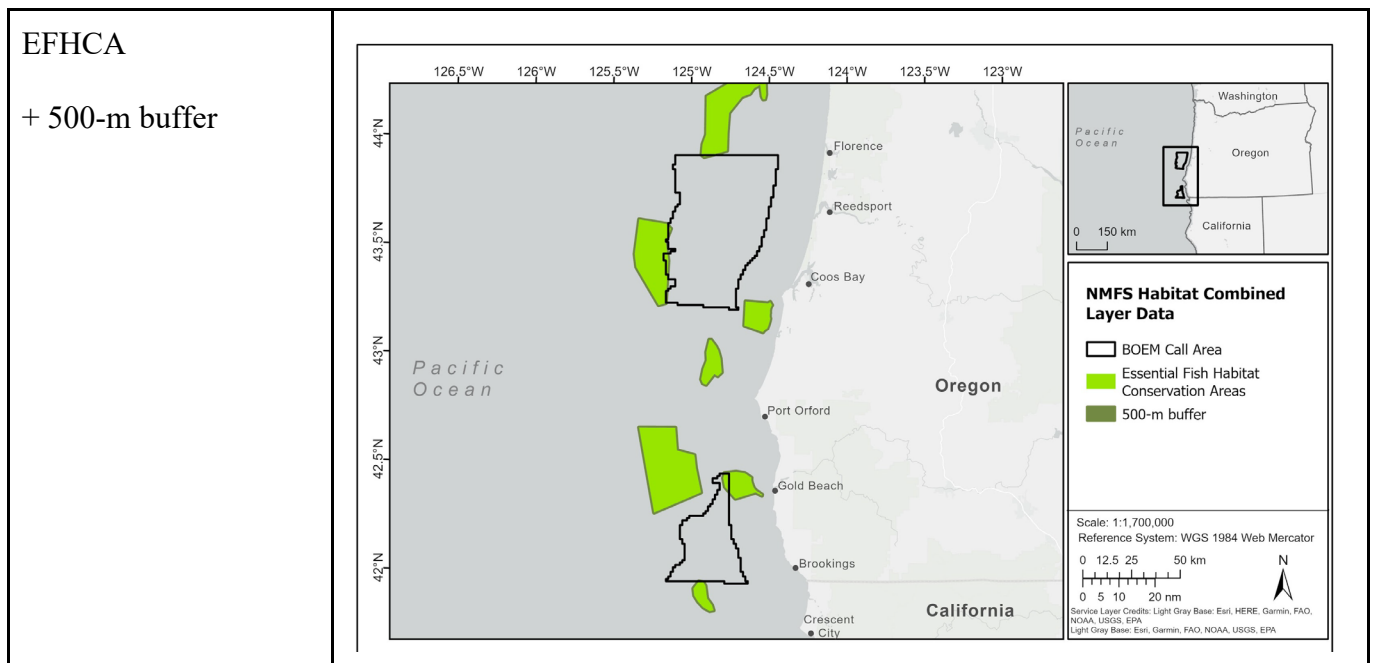 EFHCA
+ 500-m buffer
126.5°W 126°W 125.5°W 125°W 124.5°W 124°W 123.5°W 123°W
44°N
43.5°N
43°N
42.5°N
42°N
Florence
Reedsport
Coos Bay
Pacific
Ocean
Oregon
Port Orford
Gold Beach
Brookings
California
Crescent
City
Washington
Pacific
Ocean
Oregon
California
0 150 km
NMFS Habitat Combined
Layer Data
BOEM Call Area
Essential Fish Habitat
Conservation Areas
500-m buffer
Scale: 1:1,700,000
Reference System: WGS 1984 Web Mercator
0 12.5 25 50 km
N
0 5 10 20 nm
Service Layer Credits: Light Gray Base: Esri, HERE, Garmin, FAO,
NOAA, USGS, EPA
Light Gray Base: Esri, Garmin, FAO, NOAA, USGS, EPA